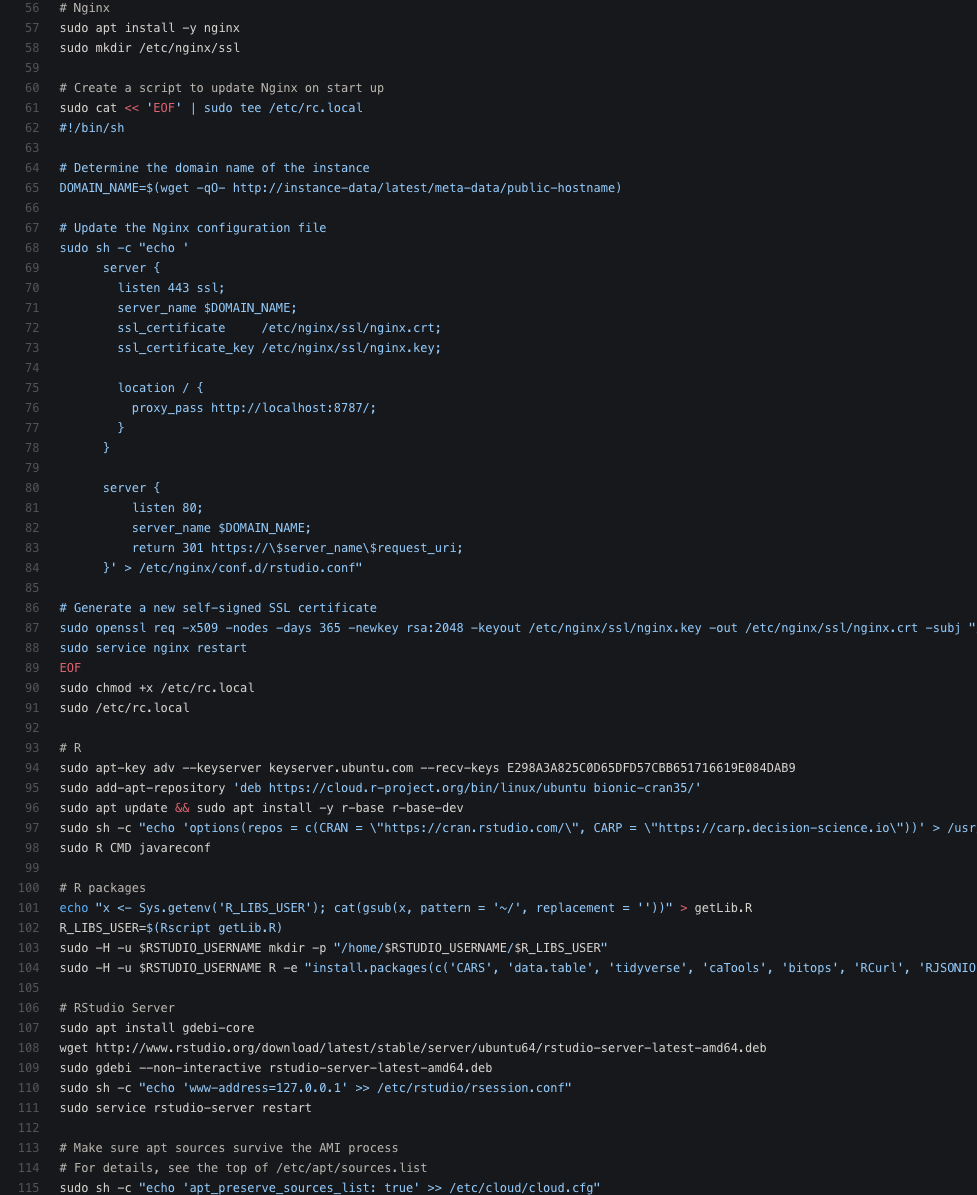 56 # Nginx
57 sudo apt install -y nginx
58 sudo mkdir /etc/nginx/ssl
59
60 # Create a script to update Nginx on start up
61 sudo cat << 'EOF' | sudo tee /etc/rc.local
62 #!/bin/sh
63
64 # Determine the domain name of the instance
65 DOMAIN_NAME=$(wget -qO- http://instance-data/latest/meta-data/public-hostname)
66
67 # Update the Nginx configuration file
68 sudo sh -c "echo '
69       server {
70         listen 443 ssl;
71         server_name $DOMAIN_NAME;
72         ssl_certificate     /etc/nginx/ssl/nginx.crt;
73         ssl_certificate_key /etc/nginx/ssl/nginx.key;
74
75         location / {
76           proxy_pass http://localhost:8787/;
77         }
78       }
79
80       server {
81           listen 80;
82           server_name $DOMAIN_NAME;
83           return 301 https://\$server_name\$request_uri;
84       }' > /etc/nginx/conf.d/rstudio.conf"
85
86 # Generate a new self-signed SSL certificate
87 sudo openssl req -x509 -nodes -days 365 -newkey rsa:2048 -keyout /etc/nginx/ssl/nginx.key -out /etc/nginx/ssl/nginx.crt -subj "
88 sudo service nginx restart
89 EOF
90 sudo chmod +x /etc/rc.local
91 sudo /etc/rc.local
92
93 # R
94 sudo apt-key adv --keyserver keyserver.ubuntu.com --recv-keys E298A3A825C0D65DFD57CBB651716619E084DAB9
95 sudo add-apt-repository 'deb https://cloud.r-project.org/bin/linux/ubuntu bionic-cran35/'
96 sudo apt update && sudo apt install -y r-base r-base-dev
97 sudo sh -c "echo 'options(repos = c(CRAN = \"https://cran.rstudio.com/\", CARP = \"https://carp.decision-science.io\"))' > /usr
98 sudo R CMD javareconf
99
100 # R packages
101 echo "x <- Sys.getenv('R_LIBS_USER'); cat(gsub(x, pattern = '~/', replacement = ''))" > getLib.R
102 R_LIBS_USER=$(Rscript getLib.R)
103 sudo -H -u $RSTUDIO_USERNAME mkdir -p "/home/$RSTUDIO_USERNAME/$R_LIBS_USER"
104 sudo -H -u $RSTUDIO_USERNAME R -e "install.packages(c('CARS', 'data.table', 'tidyverse', 'caTools', 'bitops', 'RCurl', 'RJSONIO
105
106 # RStudio Server
107 sudo apt install gdebi-core
108 wget http://www.rstudio.org/download/latest/stable/server/ubuntu64/rstudio-server-latest-amd64.deb
109 sudo gdebi --non-interactive rstudio-server-latest-amd64.deb
110 sudo sh -c "echo 'www-address=127.0.0.1' >> /etc/rstudio/rsession.conf"
111 sudo service rstudio-server restart
112
113 # Make sure apt sources survive the AMI process
114 # For details, see the top of /etc/apt/sources.list
115 sudo sh -c "echo 'apt_preserve_sources_list: true' >> /etc/cloud/cloud.cfg"